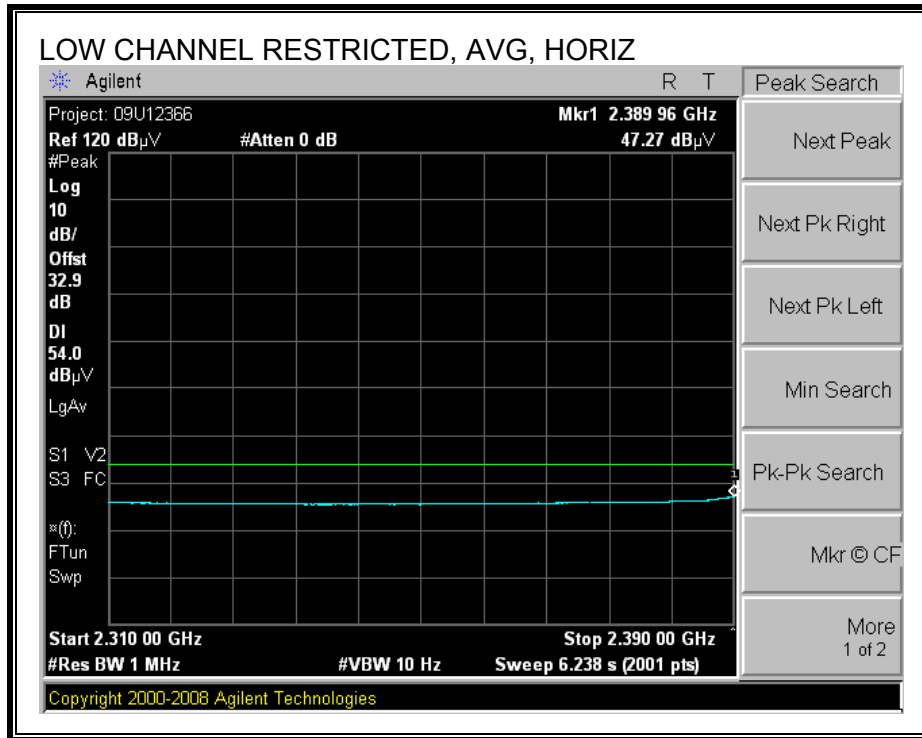 LOW CHANNEL RESTRICTED, AVG, HORIZ
Agilent R T Peak Search
Project: 09U12366 Mkr1 2.389 96 GHz
Ref 120 dBµV #Atten 0 dB 47.27 dBµV
#Peak
Log
10
dB/
Offst
32.9
dB
DI
54.0
dBµV
LgAv
S1 V2
S3 FC
¤(f):
FTun
Swp
1
Start 2.310 00 GHz Stop 2.390 00 GHz ^
#Res BW 1 MHz #VBW 10 Hz Sweep 6.238 s (2001 pts)
Next Peak
Next Pk Right
Next Pk Left
Min Search
Pk-Pk Search
Mkr © CF
More
1 of 2
Copyright 2000-2008 Agilent Technologies